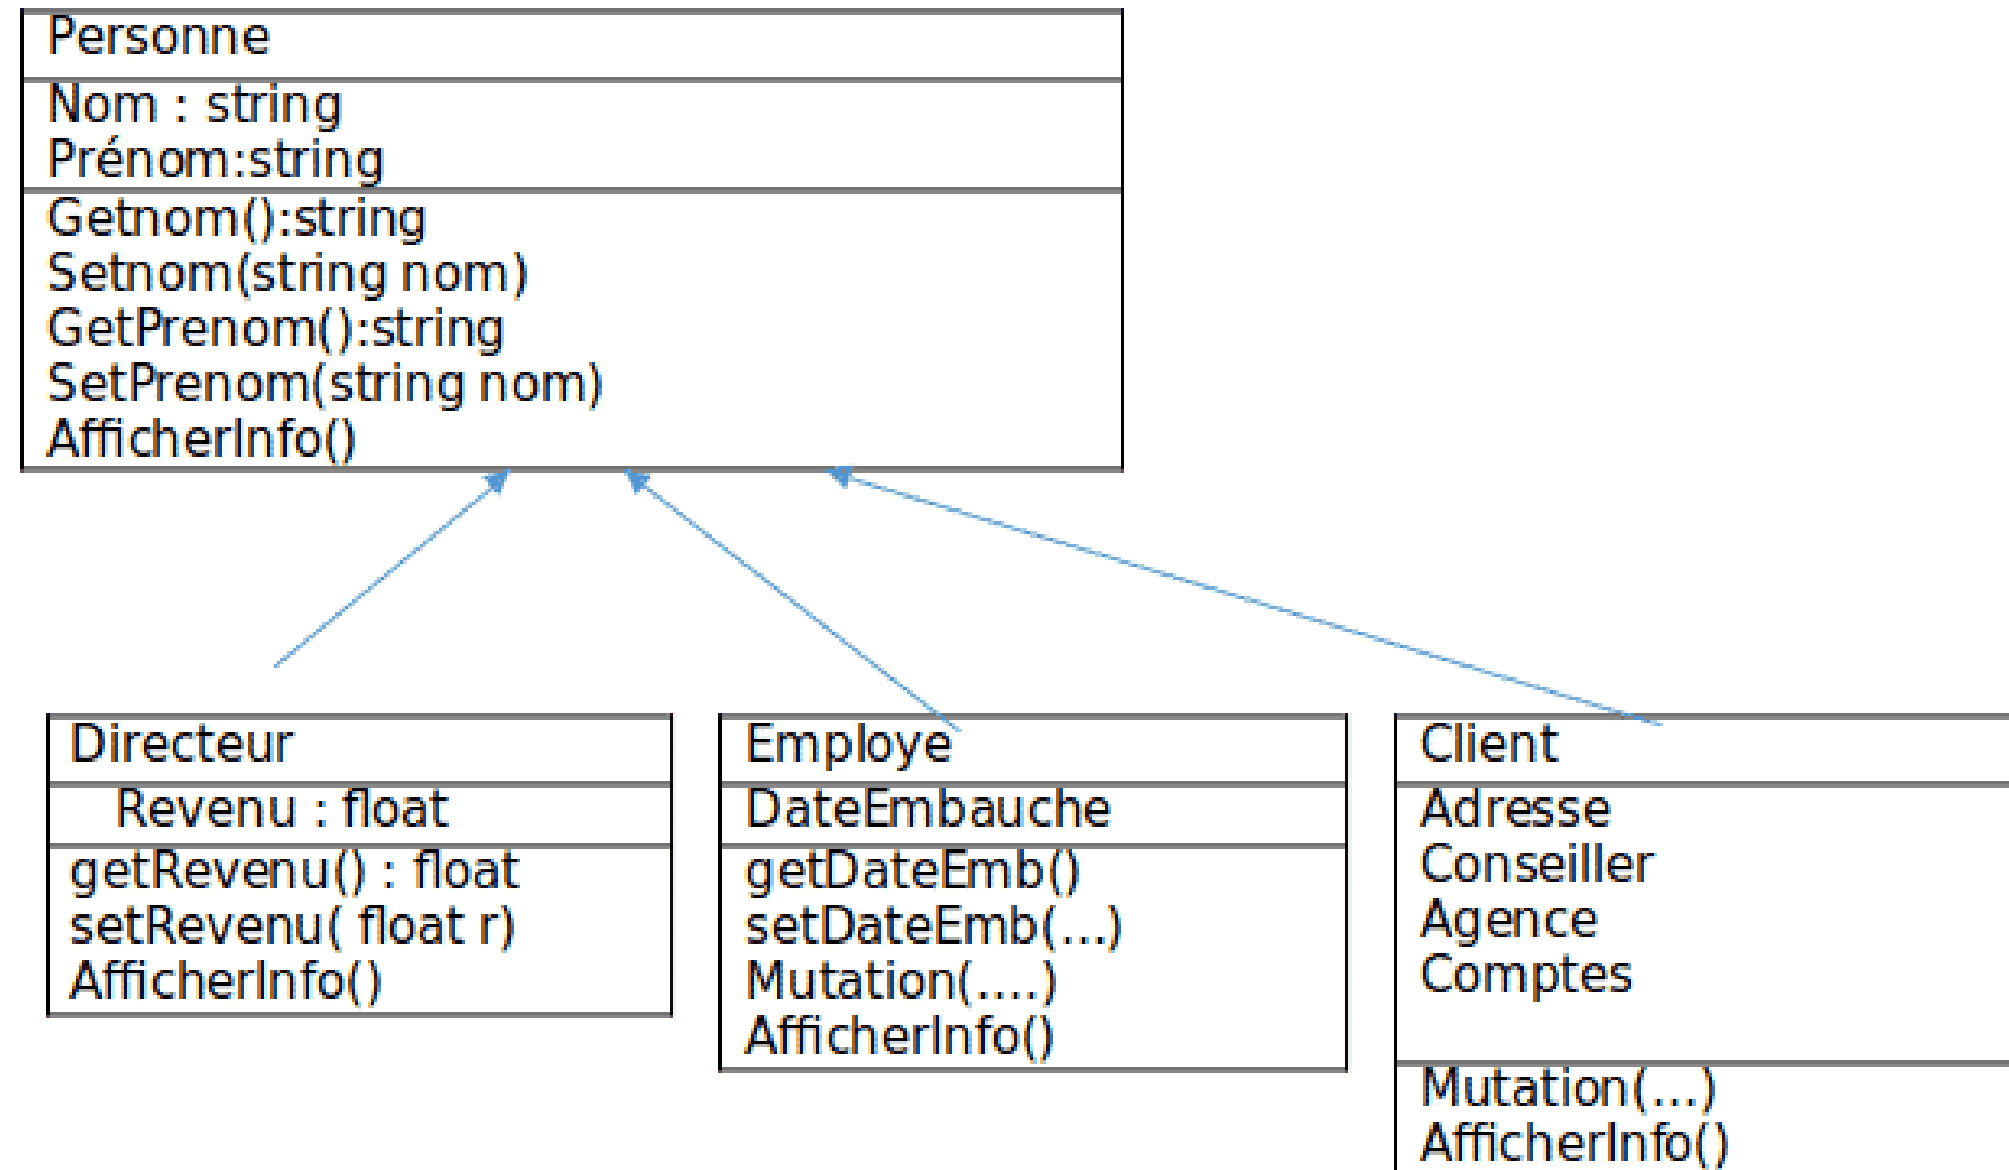 Personne
Nom : string
Prénom:string
Getnom():string
Setnom(string nom)
GetPrenom():string
SetPrenom(string nom)
AfficherInfo()
Directeur
Revenu : float
getRevenu() : float
setRevenu( float r)
AfficherInfo()
Employe
DateEmbauche
getDateEmb()
setDateEmb(...)
Mutation(....)
AfficherInfo()
Client
Adresse
Conseiller
Agence
Comptes
Mutation(...)
AfficherInfo()